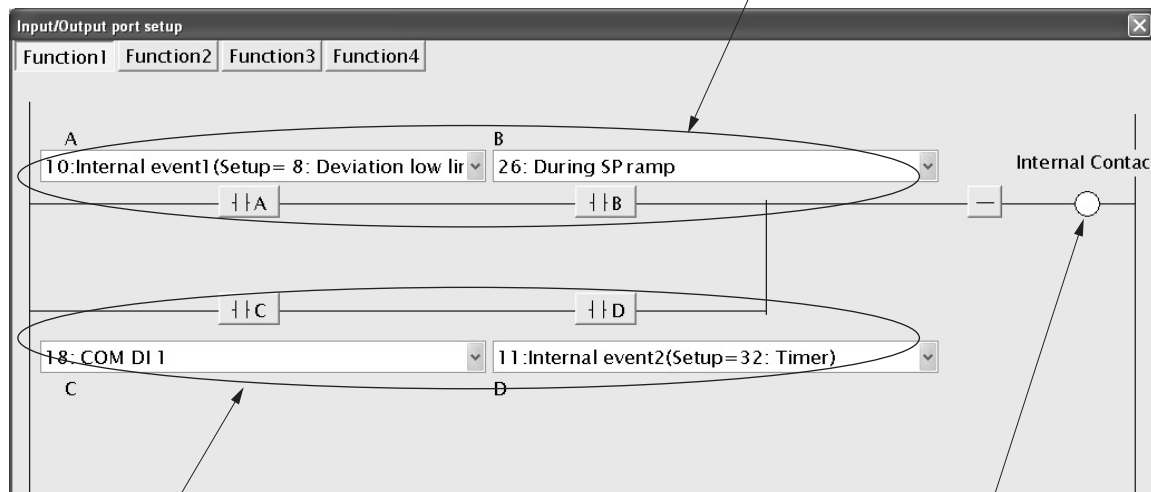 Input/Output port setup
Function1 Function2 Function3 Function4
A B
10:Internal event1(Setup= 8: Deviation low lir 26: During SP ramp Internal Contac
A B
C D
18: COM DI 1 11:Internal event2(Setup=32: Timer)
C D